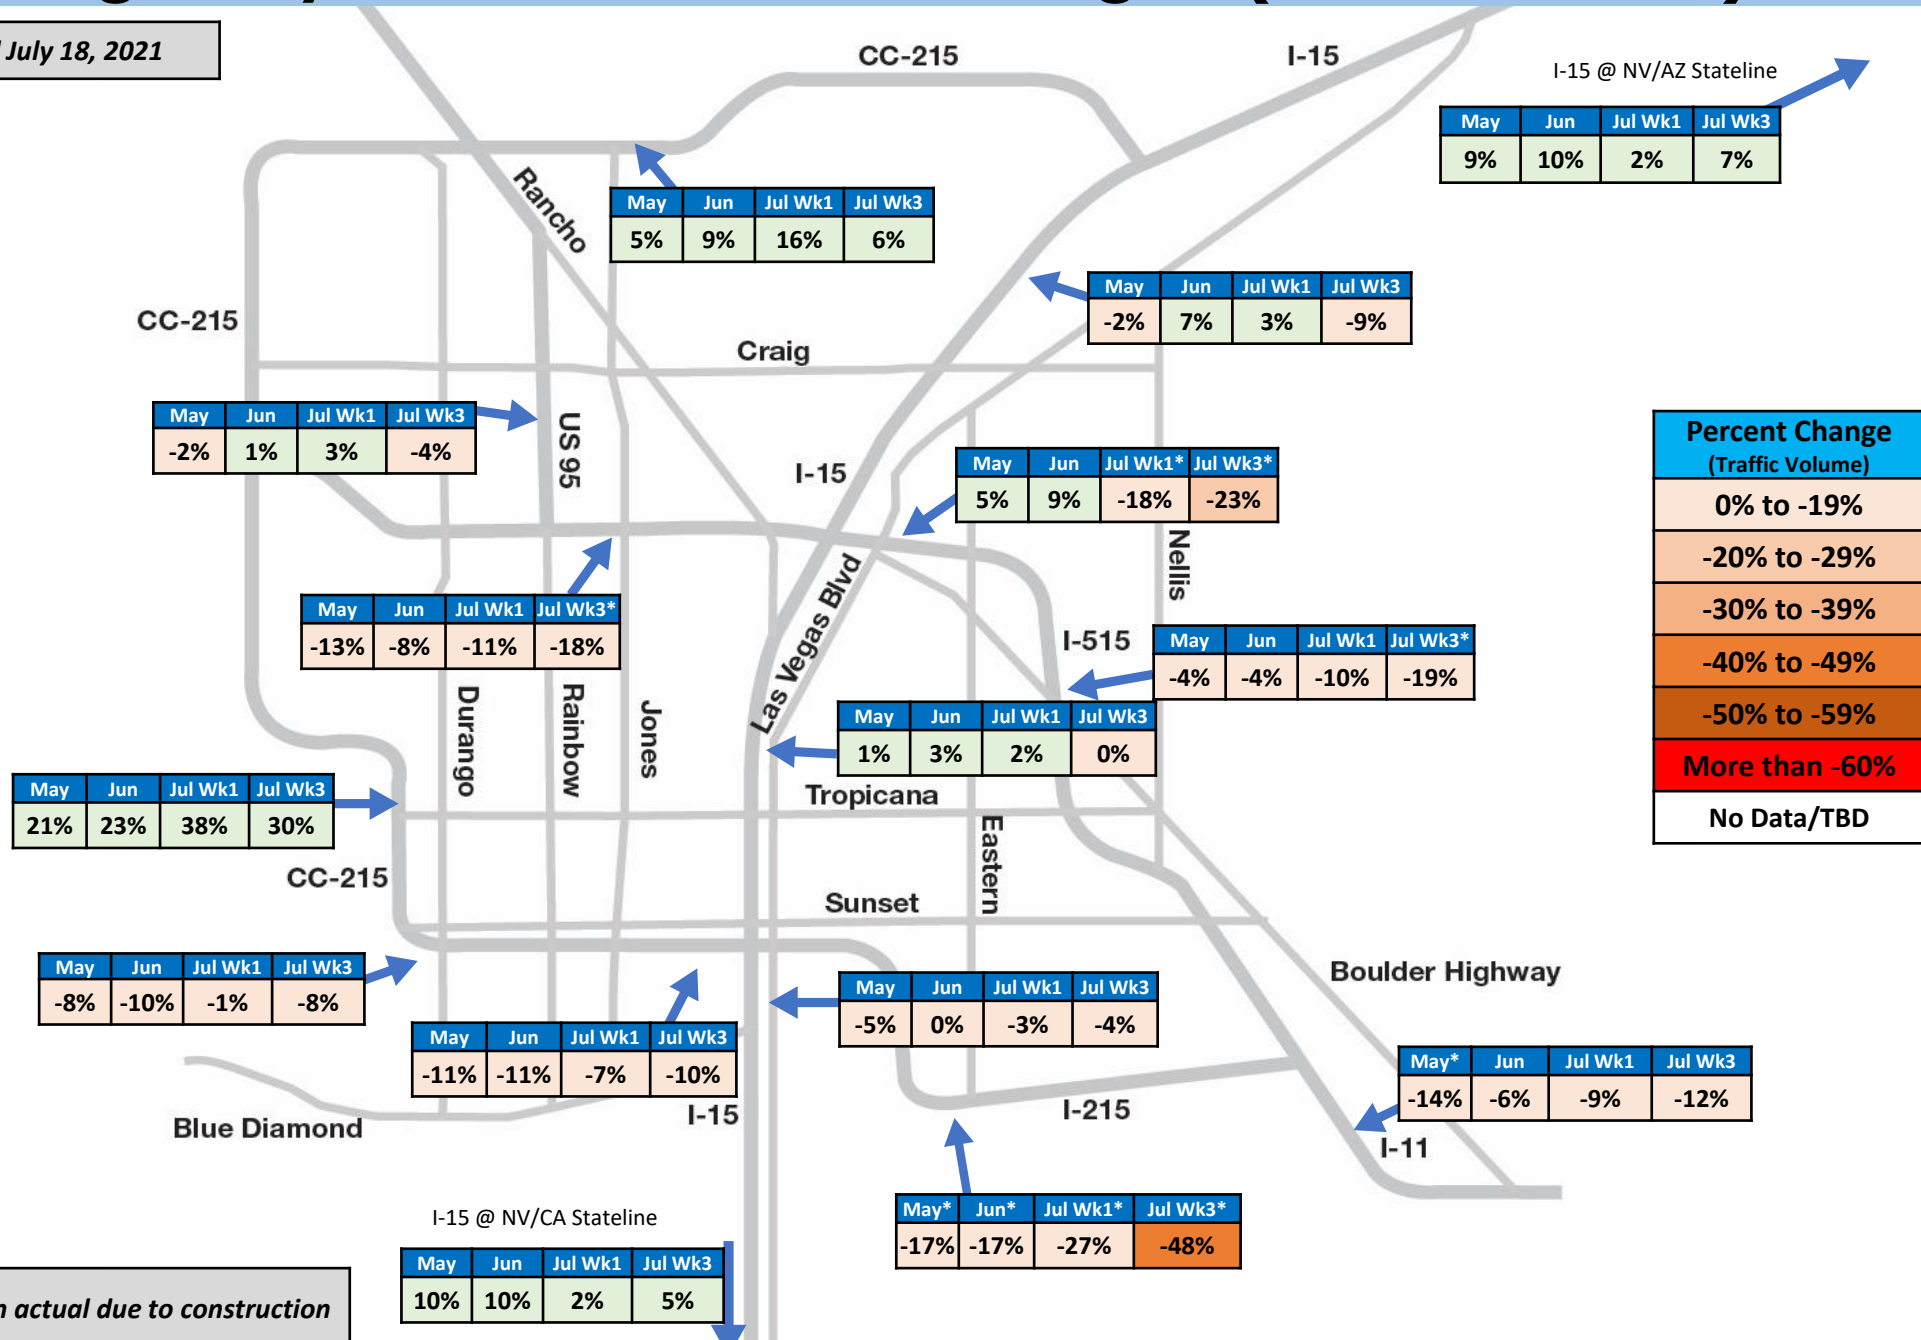 July 18, 2021
CC-215
I-15
I-15 @ NV/AZ Stateline
May Jun Jul Wk1 Jul Wk3
9% 10% 2% 7%
Rancho
May Jun Jul Wk1 Jul Wk3
5% 9% 16% 6%
May Jun Jul Wk1 Jul Wk3
-2% 7% 3% -9%
CC-215
Craig
May Jun Jul Wk1 Jul Wk3
-2% 1% 3% -4%
US 95
I-15
May Jun Jul Wk1* Jul Wk3*
5% 9% -18% -23%
Percent Change
(Traffic Volume)
0% to -19%
-20% to -29%
-30% to -39%
-40% to -49%
-50% to -59%
More than -60%
No Data/TBD
Nellis
Las Vegas Blvd
May Jun Jul Wk1 Jul Wk3*
-13% -8% -11% -18%
I-515
May Jun Jul Wk1 Jul Wk3*
-4% -4% -10% -19%
Durango
Rainbow
Jones
May Jun Jul Wk1 Jul Wk3
1% 3% 2% 0%
Tropicana
May Jun Jul Wk1 Jul Wk3
21% 23% 38% 30%
CC-215
Eastern
Sunset
May Jun Jul Wk1 Jul Wk3
-8% -10% -1% -8%
May Jun Jul Wk1 Jul Wk3
-5% 0% -3% -4%
Boulder Highway
May Jun Jul Wk1 Jul Wk3
-11% -11% -7% -10%
May* Jun Jul Wk1 Jul Wk3
-14% -6% -9% -12%
Blue Diamond
I-15
I-215
I-11
May* Jun* Jul Wk1* Jul Wk3*
-17% -17% -27% -48%
I-15 @ NV/CA Stateline
May Jun Jul Wk1 Jul Wk3
10% 10% 2% 5%
actual due to construction